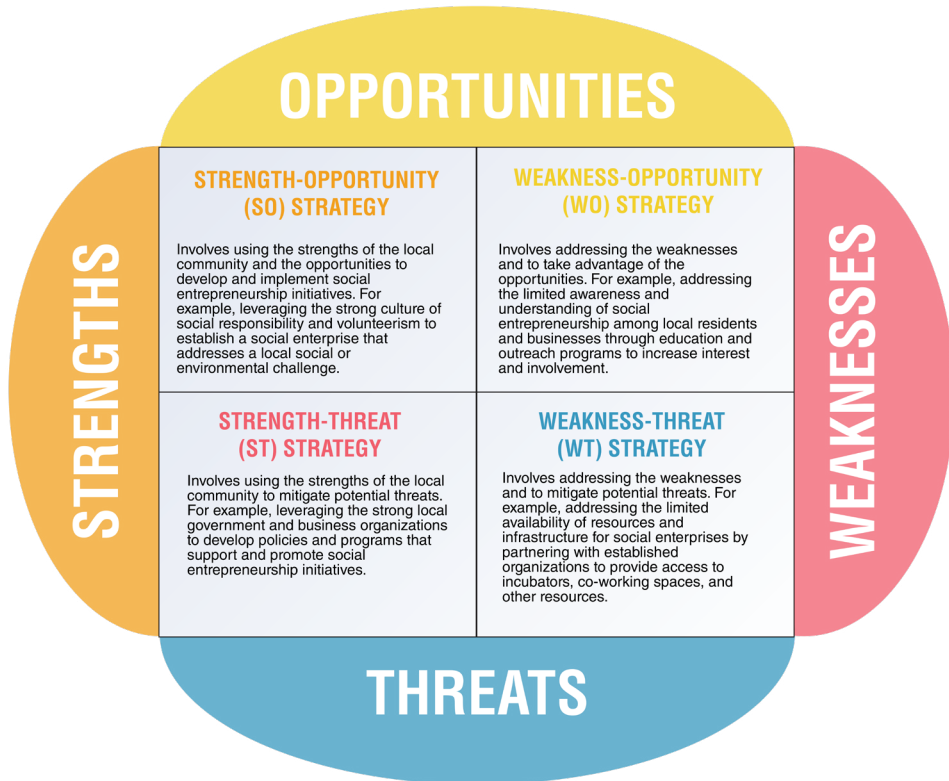 OPPORTUNITIES
STRENGTHS
STRENGTH-OPPORTUNITY
(SO) STRATEGY
Involves using the strengths of the local
community and the opportunities to
develop and implement social
entrepreneurship initiatives. For
example, leveraging the strong culture of
social responsibility and volunteerism to
establish a social enterprise that
addresses a local social or
environmental challenge.
WEAKNESS-OPPORTUNITY
(WO) STRATEGY
Involves addressing the weaknesses
and to take advantage of the
opportunities. For example, addressing
the limited awareness and
understanding of social
entrepreneurship among local residents
and businesses through education and
outreach programs to increase interest
and involvement.
WEAKNESSES
STRENGTH-THREAT
(ST) STRATEGY
Involves using the strengths of the local
community to mitigate potential threats.
For example, leveraging the strong local
government and business organizations
to develop policies and programs that
support and promote social
entrepreneurship initiatives.
WEAKNESS-THREAT
(WT) STRATEGY
Involves addressing the weaknesses
and to mitigate potential threats. For
example, addressing the limited
availability of resources and
infrastructure for social enterprises by
partnering with established
organizations to provide access to
incubators, co-working spaces, and
other resources.
THREATS